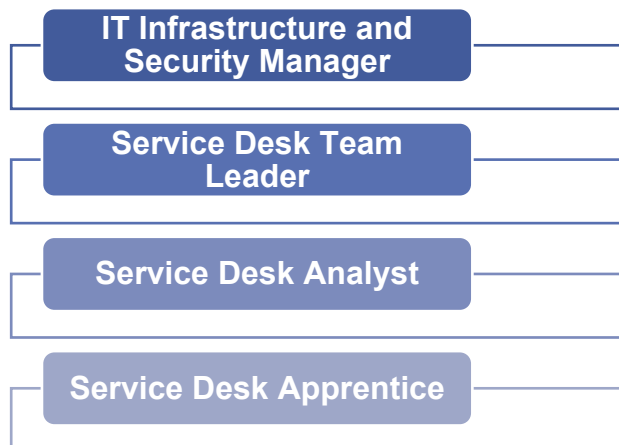 IT Infrastructure and
Security Manager
Service Desk Team
Leader
Service Desk Analyst
Service Desk Apprentice